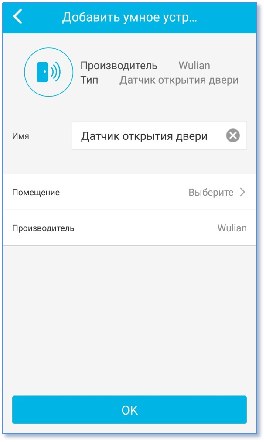 Добавить умное устр...
Производитель Wulian
Тип Датчик открытия двери
Имя Датчик открытия двери
Помещение Выберите
Производитель Wulian
OK